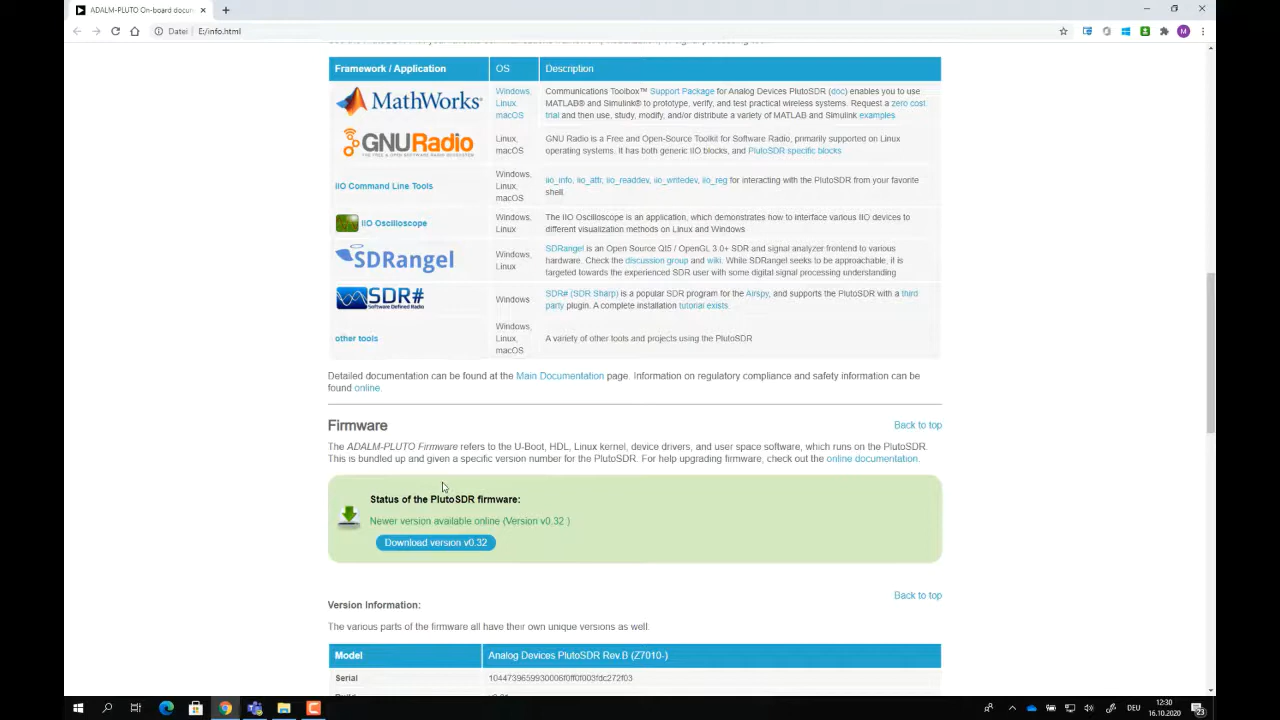 ADALM-PLUTO On-board docum
Datei E:/info.html
Framework / Application OS Description
MathWorks
Windows,
Linux
macOS
Communications Toolbox™ Support Package for Analog Devices PlutoSDR (doc) enables you to use
MATLAB® and Simulink® to prototype, verify, and test practical wireless systems. Request a zero cost
trial and then use, study, modify, and/or distribute a variety of MATLAB and Simulink examples.
GNURadio
THE FREE & OPEN SOFTWARE RADIO ECOSYSTEM
Linux,
macOS
GNU Radio is a Free and Open-Source Toolkit for Software Radio, primarily supported on Linux
operating systems. It has both generic IIO blocks, and PlutoSDR specific blocks
IIO Command Line Tools
Windows,
Linux,
macOS
iio_info, iio_attr, iio_readdev, iio_writedev, iio_reg for interacting with the PlutoSDR from your favorite
shell.
IIO Oscilloscope
Windows,
Linux
The IIO Oscilloscope is an application, which demonstrates how to interface various IIO devices to
different visualization methods on Linux and Windows
SDRangel
Windows,
Linux
SDRangel is an Open Source Qt5 / OpenGL 3.0+ SDR and signal analyzer frontend to various
hardware. Check the discussion group and wiki. While SDRangel seeks to be approachable, it is
targeted towards the experienced SDR user with some digital signal processing understanding
SDR#
Software Defined Radio
Windows
SDR# (SDR Sharp) is a popular SDR program for the Airspy, and supports the PlutoSDR with a third
party plugin. A complete installation tutorial exists.
other tools
Windows,
Linux,
macOS
A variety of other tools and projects using the PlutoSDR
Detailed documentation can be found at the Main Documentation page. Information on regulatory compliance and safety information can be
found online.
Firmware
Back to top
The ADALM-PLUTO Firmware refers to the U-Boot, HDL, Linux kernel, device drivers, and user space software, which runs on the PlutoSDR.
This is bundled up and given a specific version number for the PlutoSDR. For help upgrading firmware, check out the online documentation.
Status of the PlutoSDR firmware:
Newer version available online (Version v0.32 )
Download version v0.32
Back to top
Version Information:
The various parts of the firmware all have their own unique versions as well:
Model Analog Devices PlutoSDR Rev.B (Z7010-)
Serial 1044739659930006f0ff0f003fdc272f03
DEU
12:30
16.10.2020
23